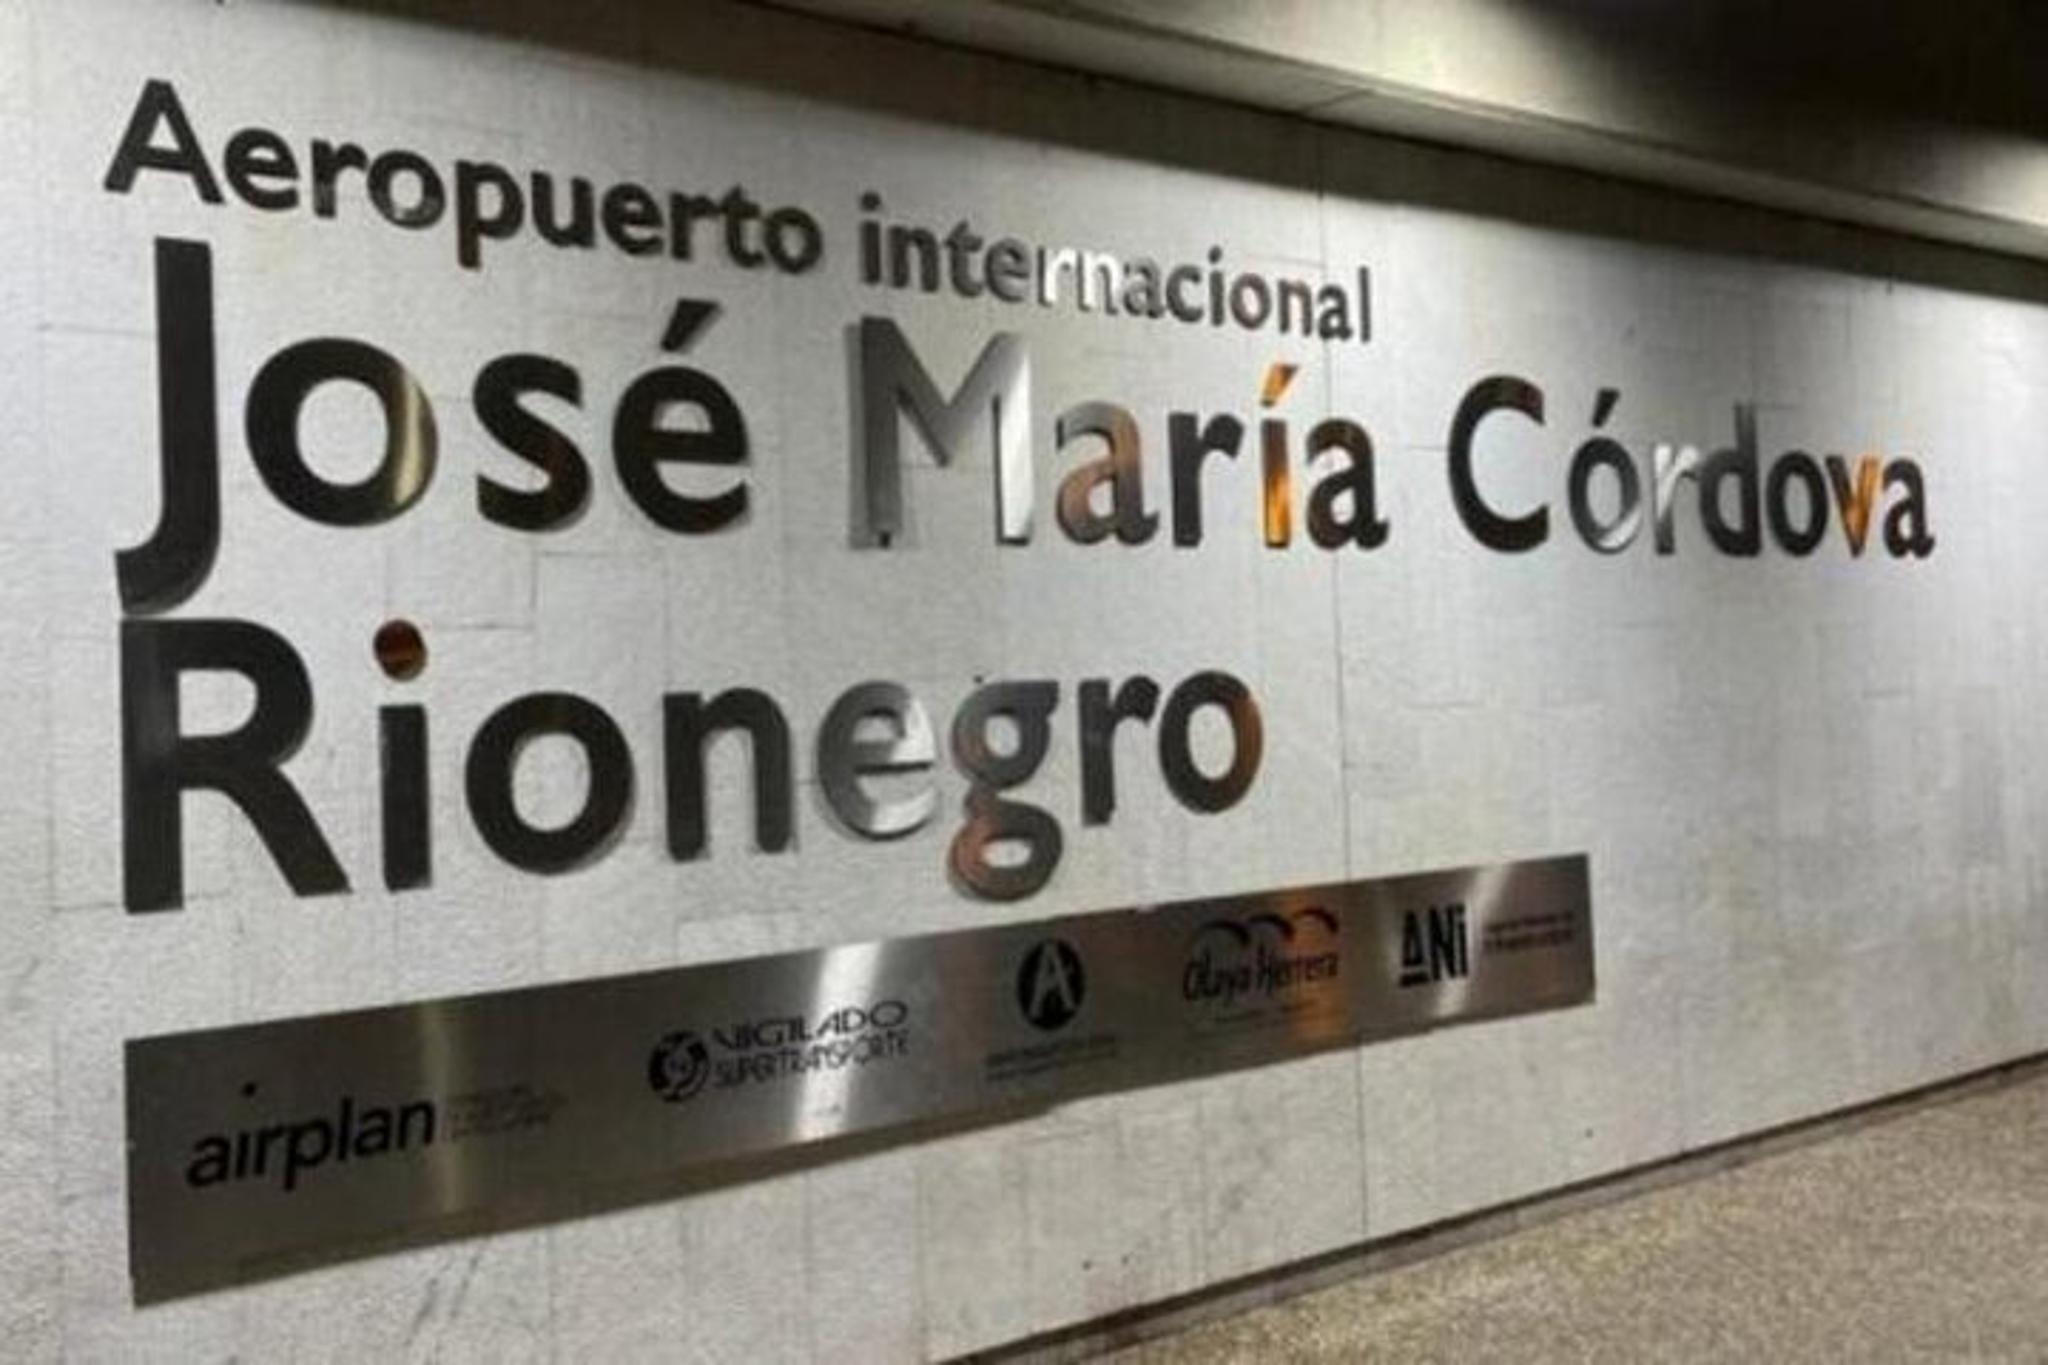 Aeropuerto internacional
José María Córdova
Rionegro
airplan
VIGILADO
SUPERTRANSPORTE
A
Olaya Herrera
ANi